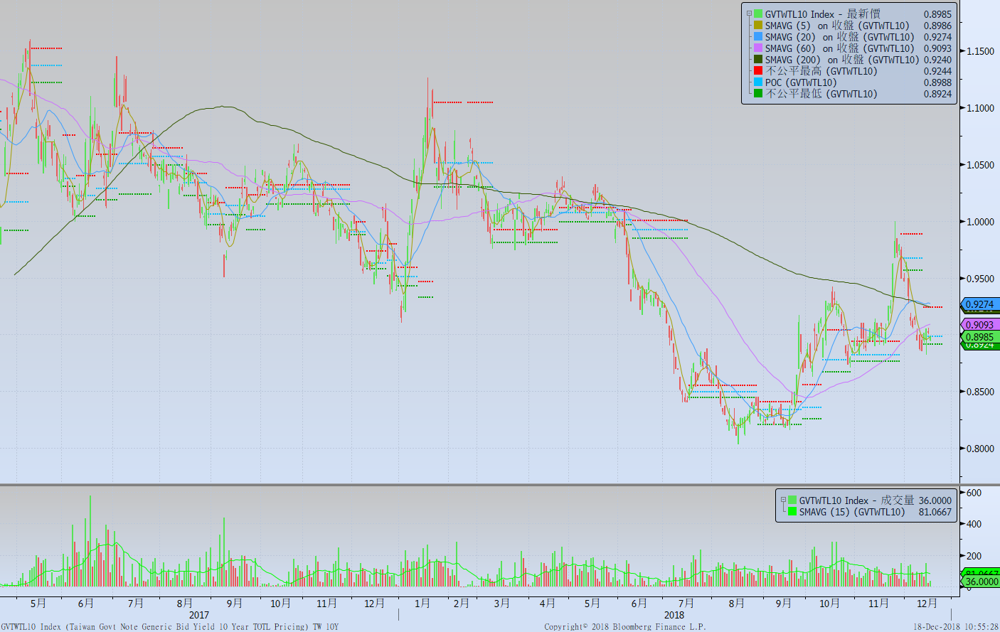 GVTWTL10 Index - 最新價 0.8985
SMAVG (5) on 收盤 (GVTWTL10) 0.8986
SMAVG (20) on 收盤 (GVTWTL10) 0.9274
SMAVG (60) on 收盤 (GVTWTL10) 0.9093
SMAVG (200) on 收盤 (GVTWTL10) 0.9240
不公平最高 (GVTWTL10) 0.9244
POC (GVTWTL10) 0.8988
不公平最低 (GVTWTL10) 0.8924
1.1500
1.1000
1.0500
1.0000
0.9500
0.9274
0.9093
0.8985
0.8924
0.8500
0.8000
GVTWTL10 Index - 成交量 36.0000
SMAVG (15) (GVTWTL10) 81.0667
600
400
200
81.0667
36.0000
0
5月 6月 7月 8月 9月 10月 11月 12月 1月 2月 3月 4月 5月 6月 7月 8月 9月 10月 11月 12月
2017 2018
GVTWTL10 Index (Taiwan Govt Note Generic Bid Yield 10 Year TOTL Pricing) TW 10Y Copyright© 2018 Bloomberg Finance L.P. 18-Dec-2018 10:55:28